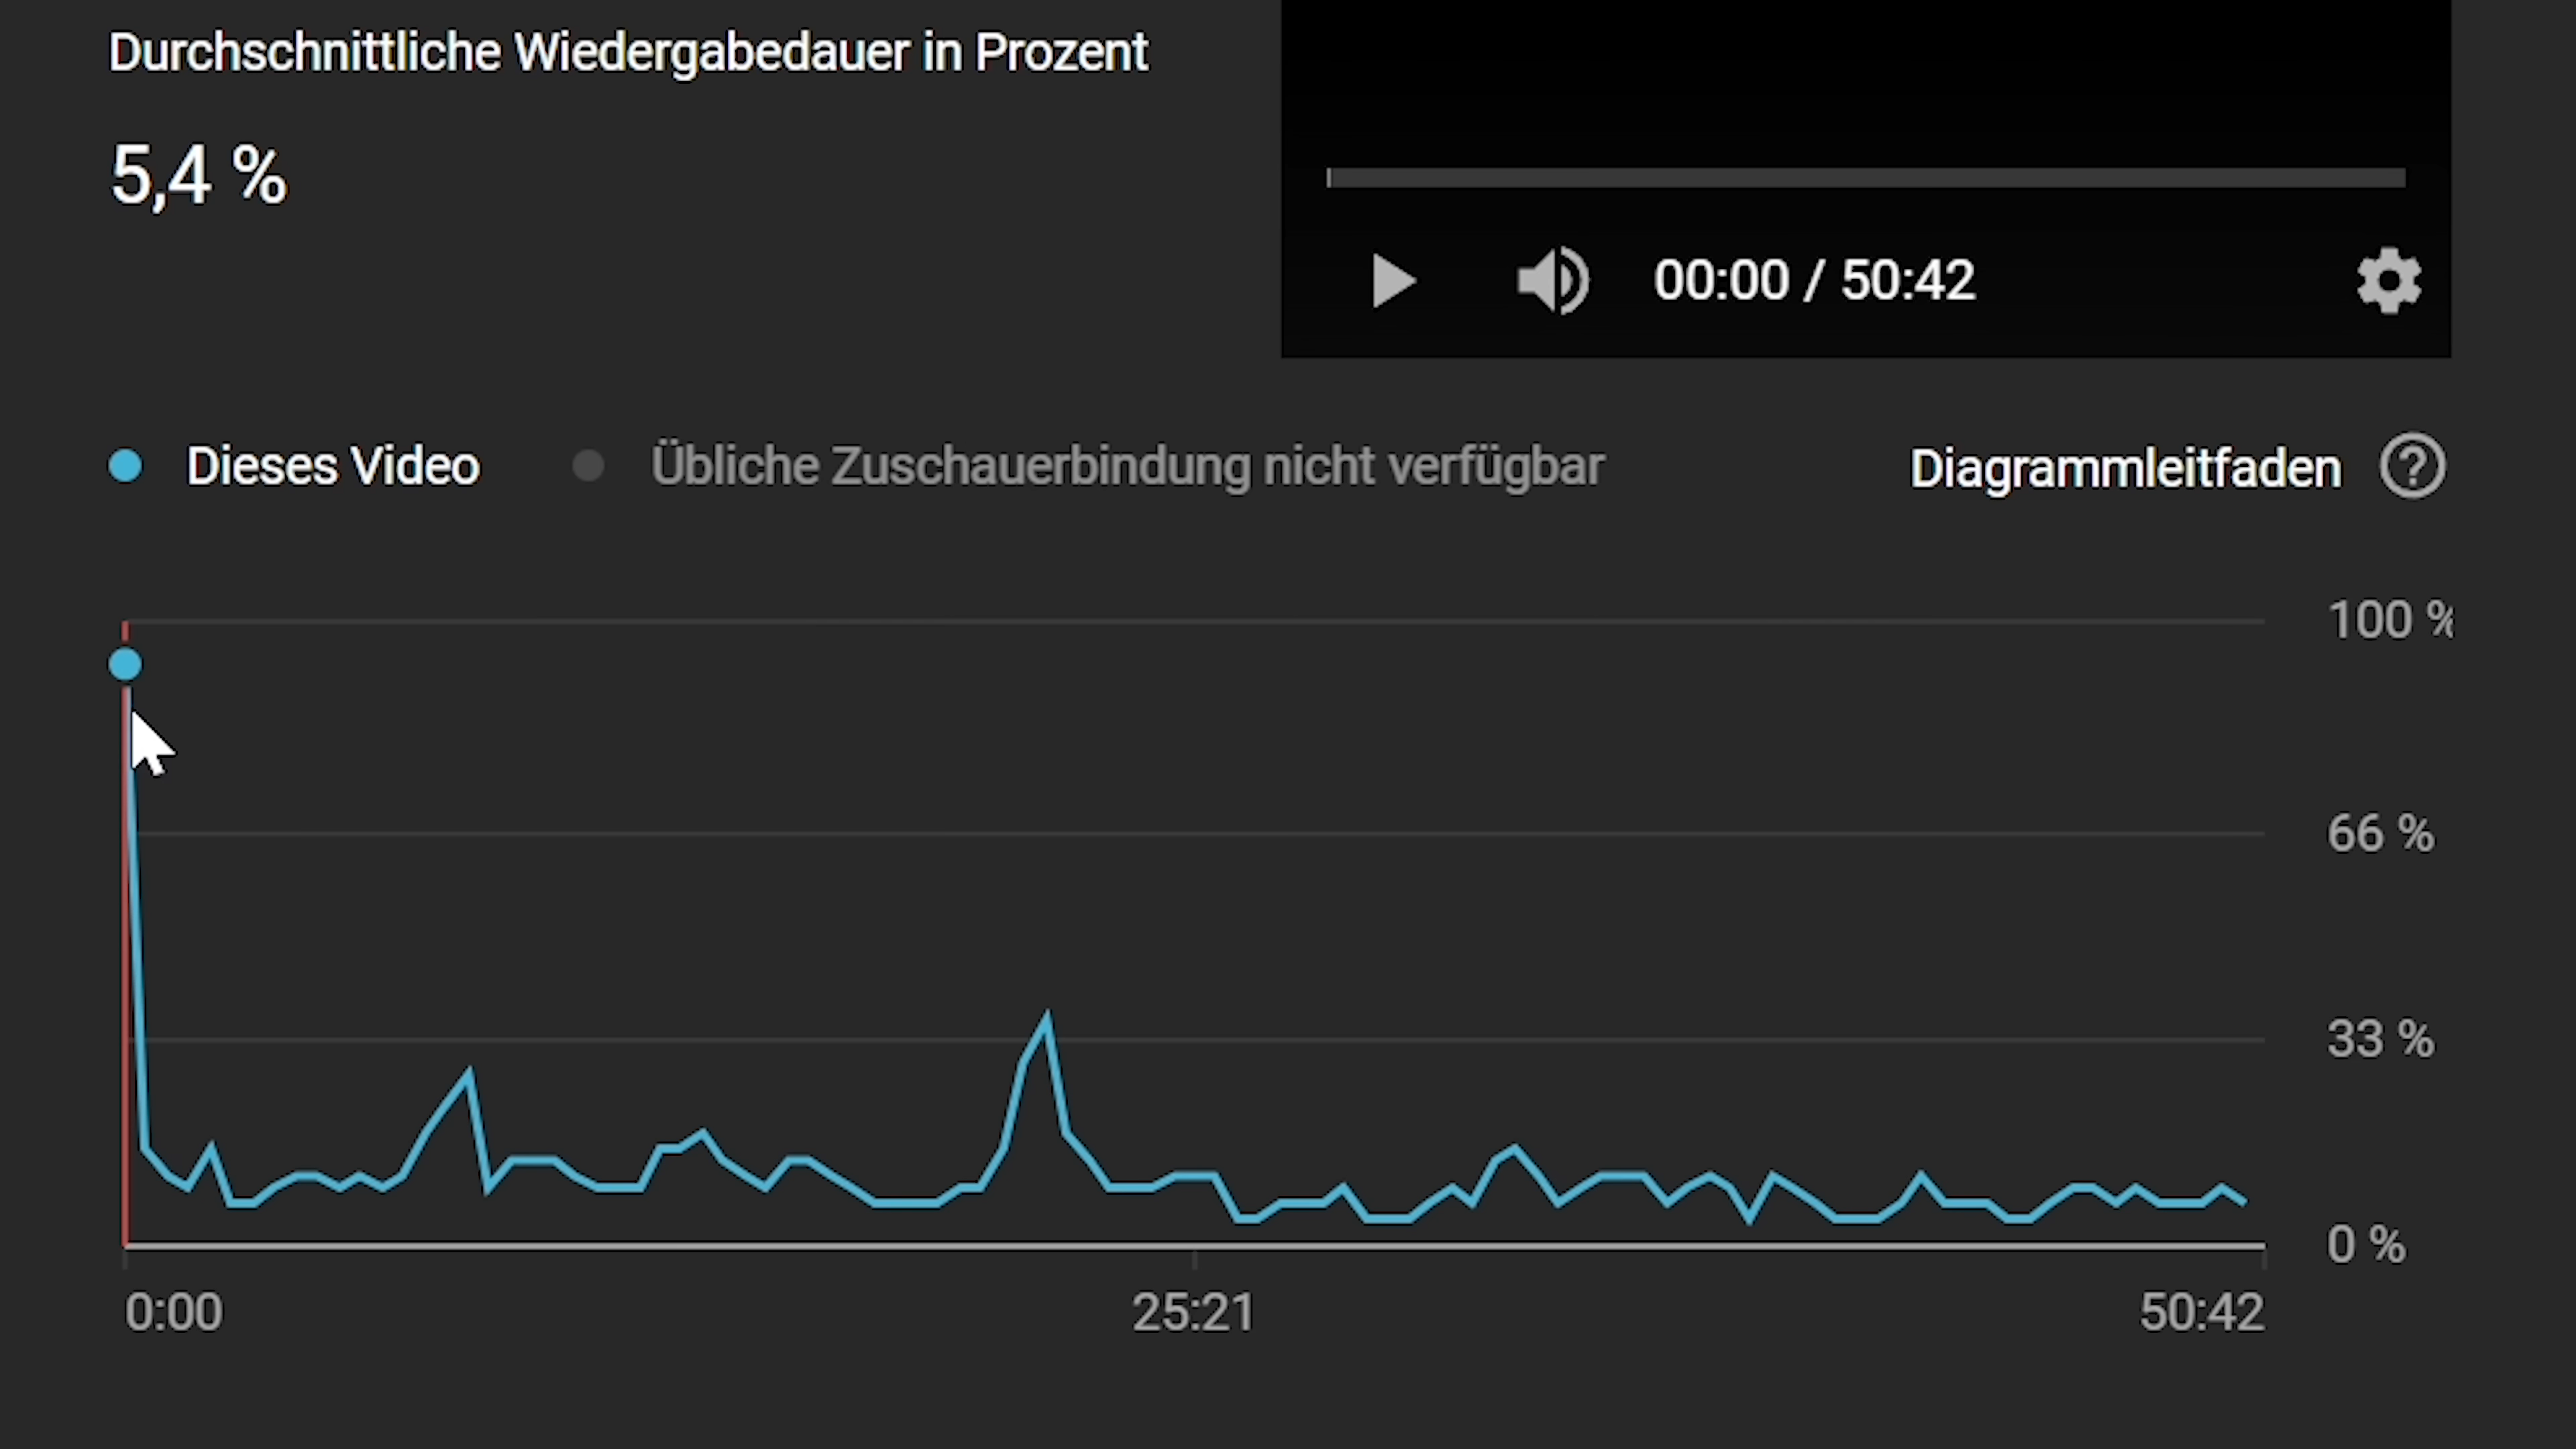 Durchschnittliche Wiedergabedauer in Prozent
5,4 %
00:00 / 50:42
Dieses Video
Übliche Zuschauerbindung nicht verfügbar
Diagrammleitfaden ?
100 %
66 %
33 %
0 %
0:00
25:21
50:42